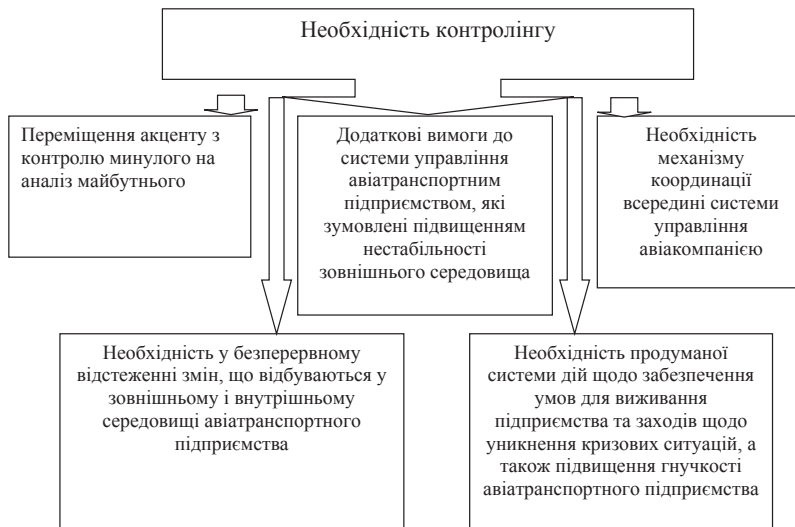 Необхідність контролінгу
Переміщення акценту з
контролю минулого на
аналіз майбутнього
Додаткові вимоги до
системи управління
авіатранспортним
підприємством, які
зумовлені підвищенням
нестабільності
зовнішнього середовища
Необхідність
механізму
координації
всередині системи
управління
авіакомпанією
Необхідність у безперервному
відстеженні змін, що відбуваються у
зовнішньому і внутрішньому
середовищі авіатранспортного
підприємства
Необхідність продуманої
системи дій щодо забезпечення
умов для виживання
підприємства та заходів щодо
уникнення кризових ситуацій, а
також підвищення гнучкості
авіатранспортного підприємства